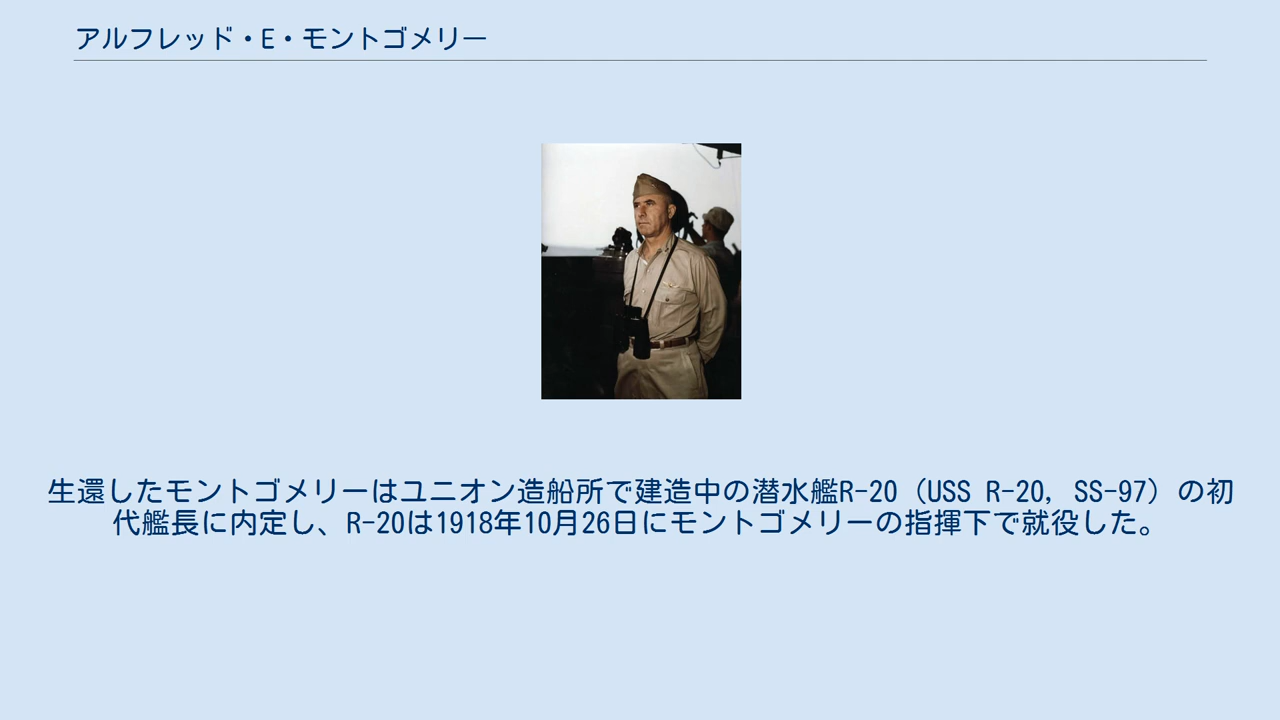 アルフレッド・E・モントゴメリー
生還したモントゴメリーはユニオン造船所で建造中の潜水艦R-20（USS R-20, SS-97）の初
代艦長に内定し、R-20は1918年10月26日にモントゴメリーの指揮下で就役した。